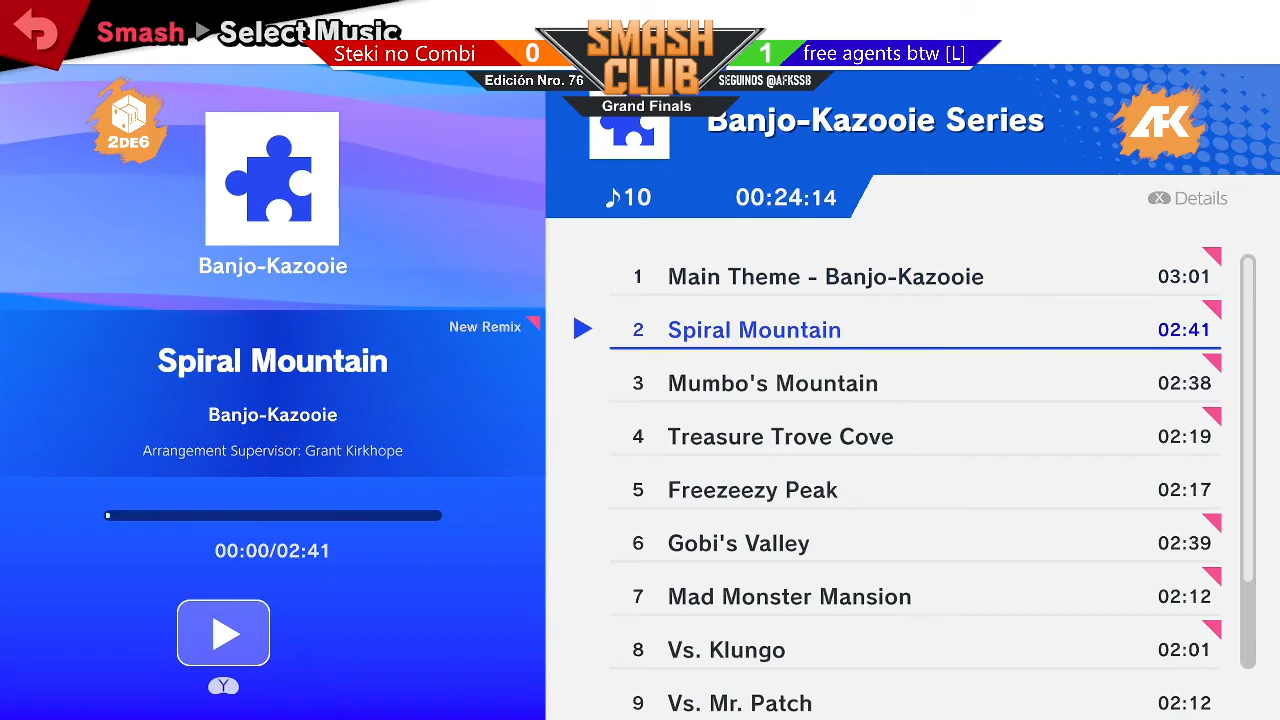 Smash ▶ Select Music
Steki no Combi 0 SMASH CLUB 1 free agents btw [L]
Edición Nro. 76 SEGUINOS @AFKSSB
Grand Finals
2DE6
Banjo-Kazooie
New Remix
Spiral Mountain
Banjo-Kazooie
Arrangement Supervisor: Grant Kirkhope
00:00/02:41
Y
Banjo-Kazooie Series
AFK
♪10 00:24:14
X Details
1 Main Theme - Banjo-Kazooie 03:01
2 Spiral Mountain 02:41
3 Mumbo's Mountain 02:38
4 Treasure Trove Cove 02:19
5 Freezeezy Peak 02:17
6 Gobi's Valley 02:39
7 Mad Monster Mansion 02:12
8 Vs. Klungo 02:01
9 Vs. Mr. Patch 02:12